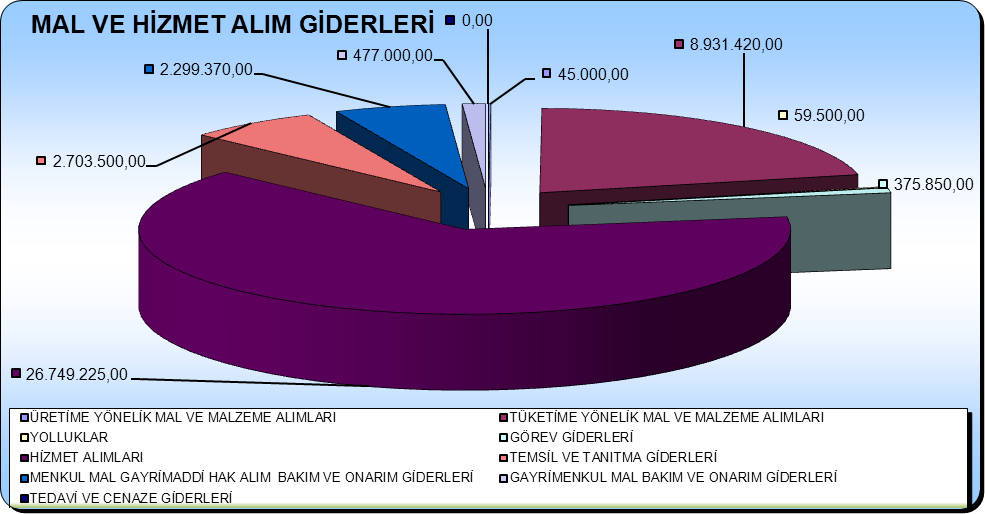 MAL VE HİZMET ALIM GİDERLERİ
0,00
477.000,00
45.000,00
8.931.420,00
2.299.370,00
59.500,00
2.703.500,00
375.850,00
26.749.225,00
ÜRETİME YÖNELİK MAL VE MALZEME ALIMLARI
TÜKETİME YÖNELİK MAL VE MALZEME ALIMLARI
YOLLUKLAR
GÖREV GİDERLERİ
HİZMET ALIMLARI
TEMSİL VE TANITMA GİDERLERİ
MENKUL MAL GAYRİMADDİ HAK ALIM  BAKIM VE ONARIM GİDERLERİ
GAYRİMENKUL MAL BAKIM VE ONARIM GİDERLERİ
TEDAVİ VE CENAZE GİDERLERİ